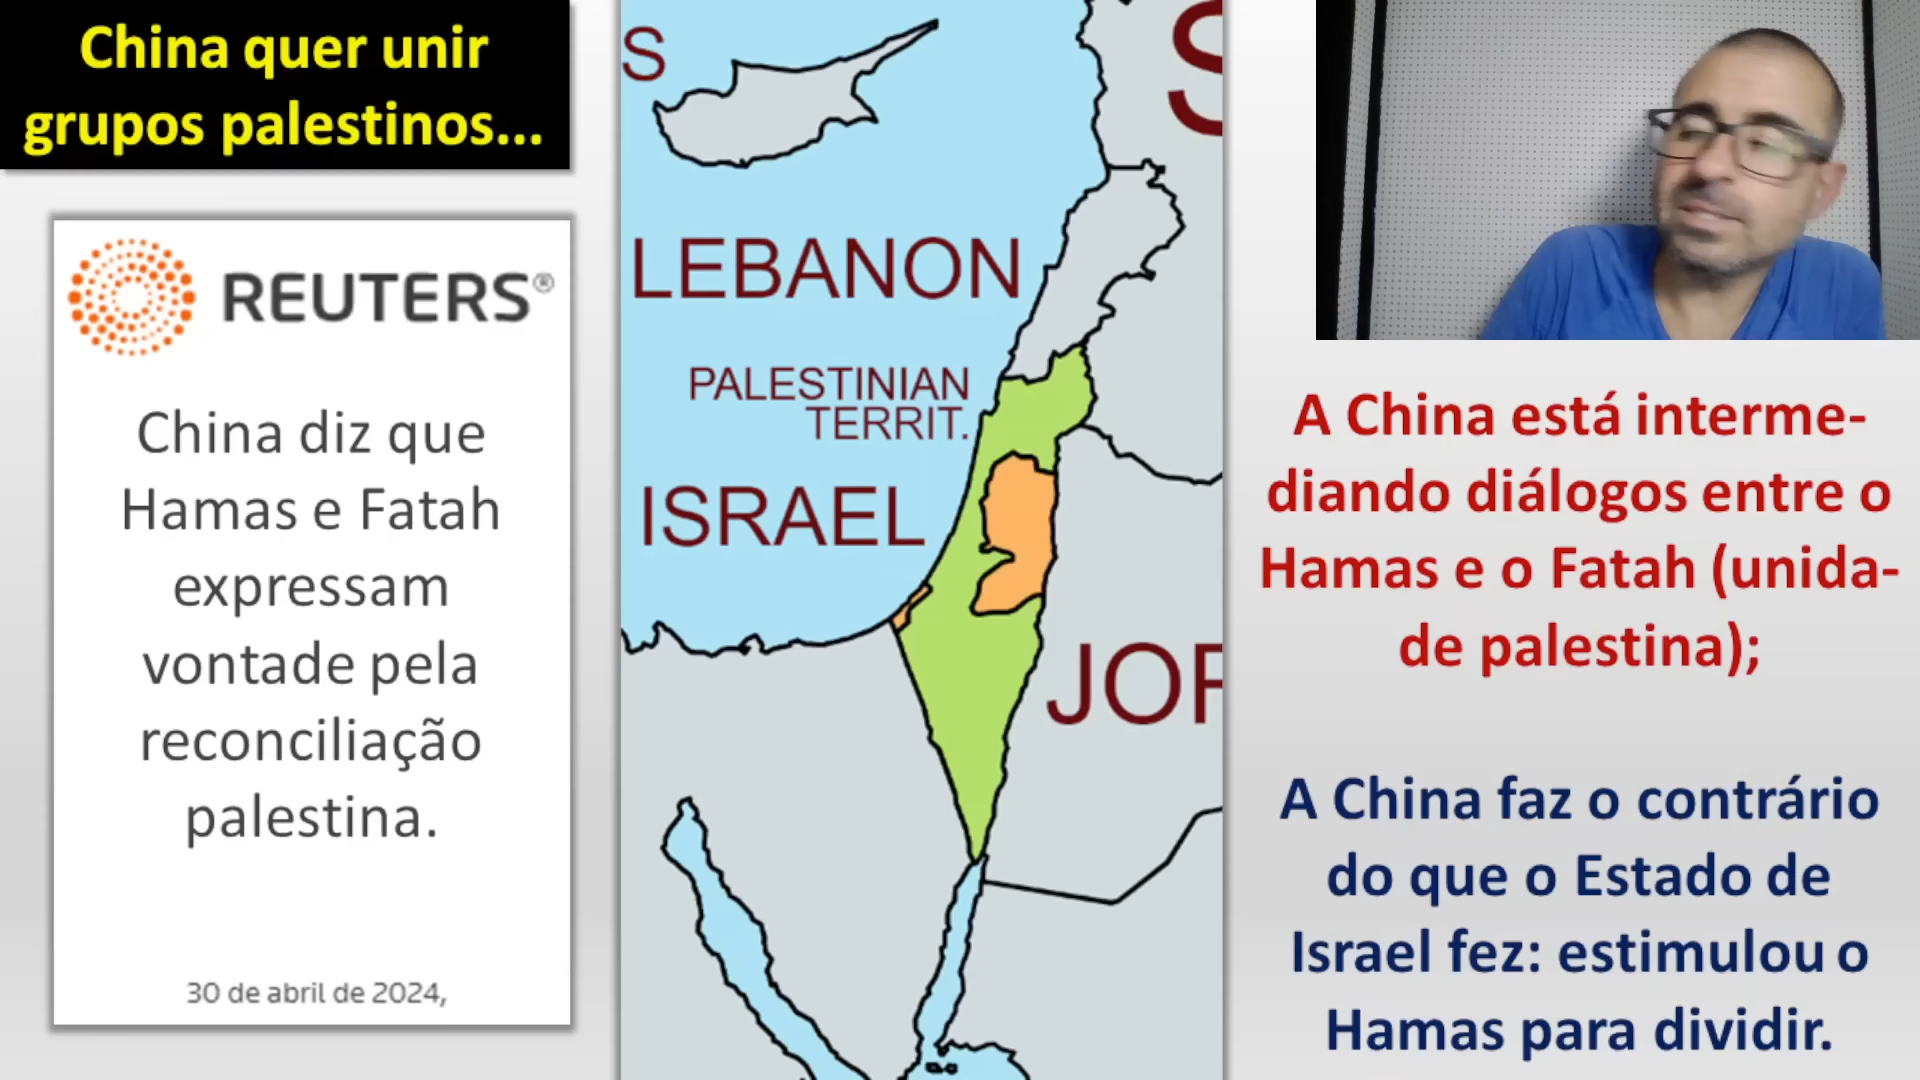 China quer unir
grupos palestinos...
REUTERS®
China diz que
Hamas e Fatah
expressam
vontade pela
reconciliação
palestina.
30 de abril de 2024,
S
S
LEBANON
PALESTINIAN
TERRIT.
ISRAEL
JOR
A China está interme-
diando diálogos entre o
Hamas e o Fatah (unida-
de palestina);
A China faz o contrário
do que o Estado de
Israel fez: estimulou o
Hamas para dividir.